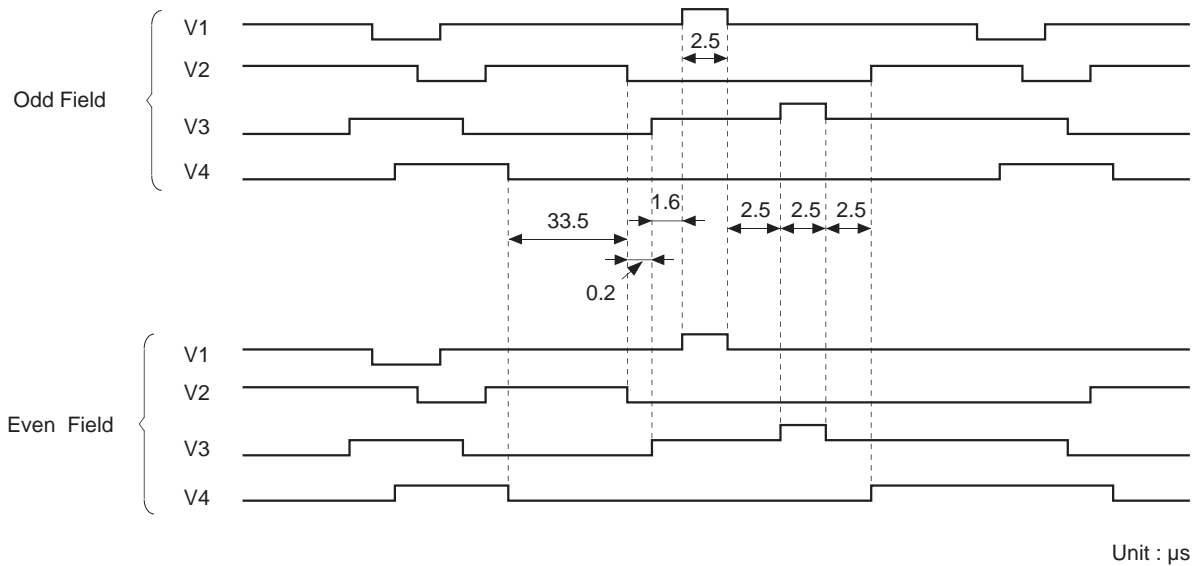 Odd Field
V1
2.5
V2
V3
V4
1.6
33.5
2.5 2.5 2.5
0.2
Even Field
V1
V2
V3
V4
Unit : µs